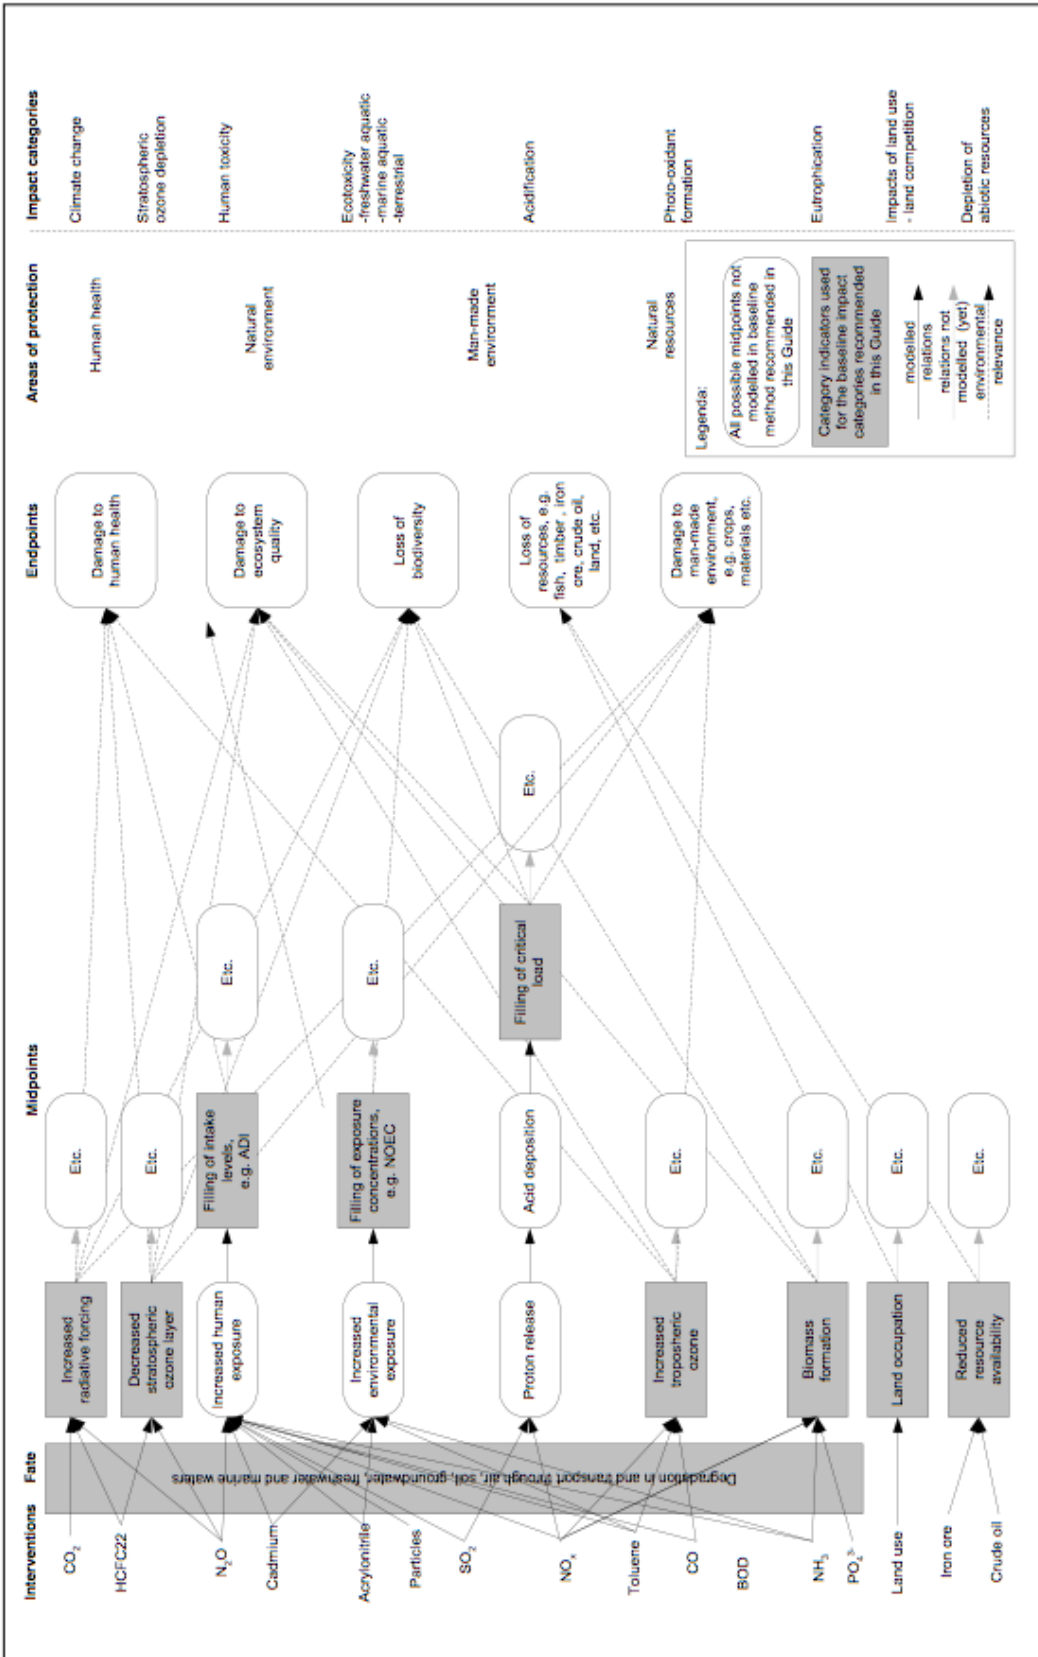 Interventions
Fate
Midpoints
Endpoints
Areas of protection
Impact categories
CO2
HCFC22
N2O
Cadmium
Acrylonitrile
Particles
SO2
NOx
Toluene
CO
BOD
NH3
PO4 3-
Land use
Iron ore
Crude oil
Degradation in and transport through air, soil, groundwater, freshwater and marine waters
Increased
radiative forcing
Decreased
stratospheric
ozone layer
Increased human
exposure
Increased
environmental
exposure
Proton release
Increased
tropospheric
ozone
Biomass
formation
Land occupation
Reduced
resource
availability
Etc.
Etc.
Filling of intake
levels,
e.g. ADI
Filling of exposure
concentrations,
e.g. NOEC
Acid deposition
Etc.
Etc.
Etc.
Etc.
Etc.
Etc.
Filling of critical
load
Etc.
Damage to
human health
Damage to
ecosystem
quality
Loss of
biodiversity
Loss of
resources, e.g.
fish, timber , iron
ore, crude oil,
land, etc.
Damage to
man-made
environment,
e.g. crops,
materials etc.
Human health
Natural
environment
Man-made
environment
Natural
resources
Legenda:
All possible midpoints not
modelled in baseline
method recommended in
this Guide
Category indicators used
for the baseline impact
categories recommended
in this Guide
modelled
relations
relations not
modelled (yet)
environmental
relevance
Climate change
Stratospheric
ozone depletion
Human toxicity
Ecotoxicity
-freshwater aquatic
-marine aquatic
-terrestrial
Acidification
Photo-oxidant
formation
Eutrophication
Impacts of land use
- land competition
Depletion of
abiotic resources